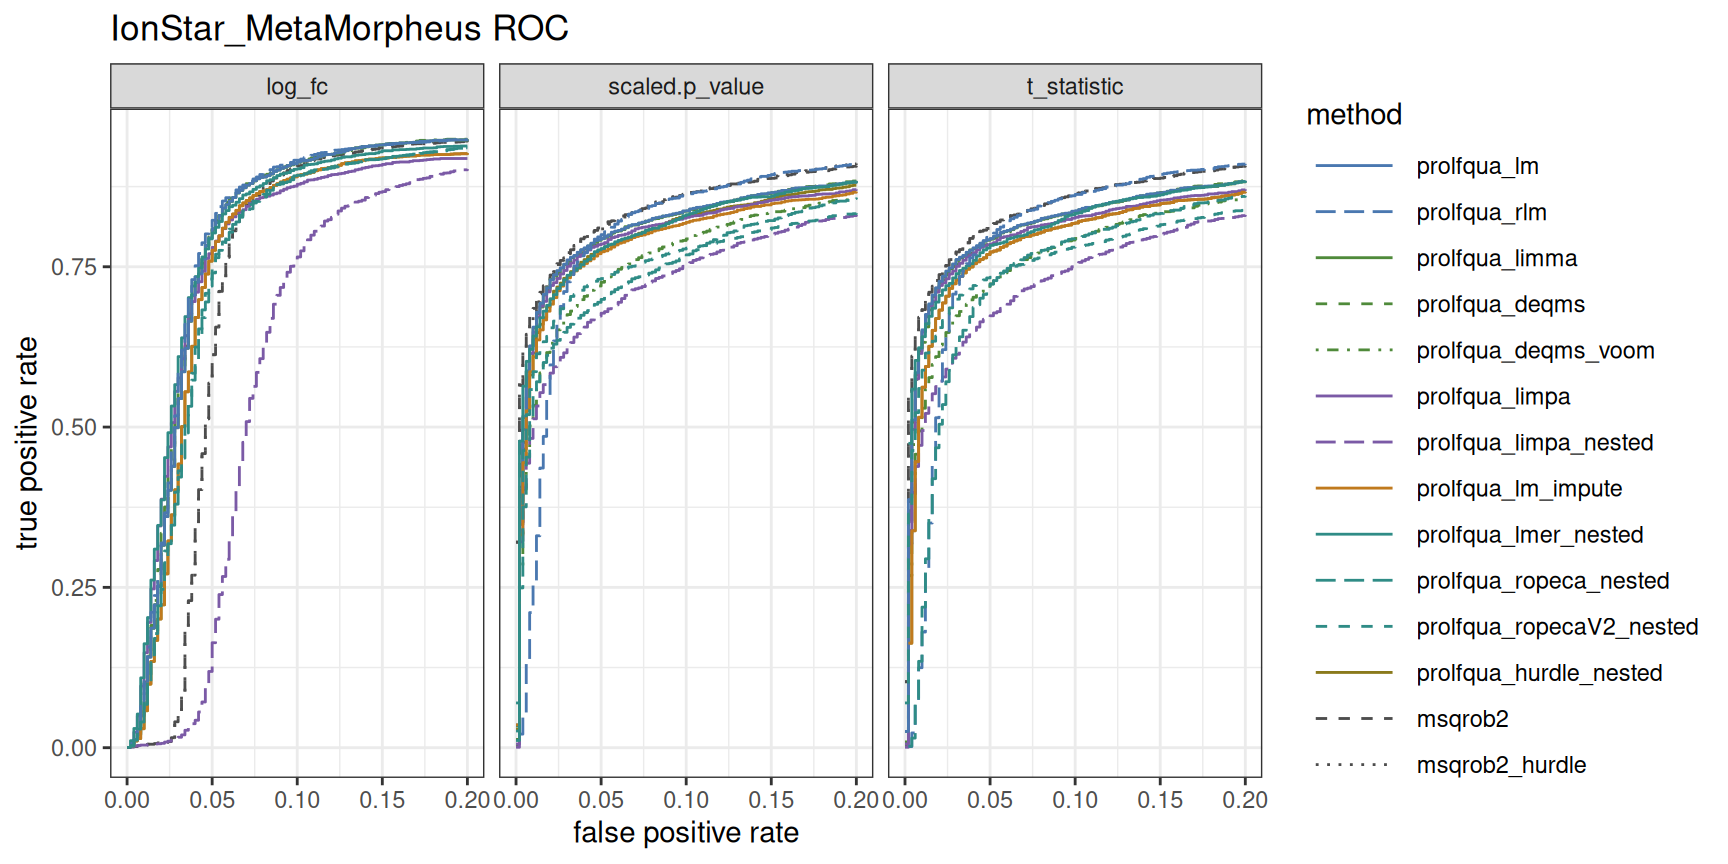 IonStar_MetaMorpheus ROC
log_fc
scaled.p_value
t_statistic
true positive rate
0.75
0.50
0.25
0.00
0.00 0.05 0.10 0.15 0.20
0.00 0.05 0.10 0.15 0.20
0.00 0.05 0.10 0.15 0.20
false positive rate
method
prolfqua_lm
prolfqua_rlm
prolfqua_limma
prolfqua_deqms
prolfqua_deqms_voom
prolfqua_limpa
prolfqua_limpa_nested
prolfqua_lm_impute
prolfqua_lmer_nested
prolfqua_ropeca_nested
prolfqua_ropecaV2_nested
prolfqua_hurdle_nested
msqrob2
msqrob2_hurdle